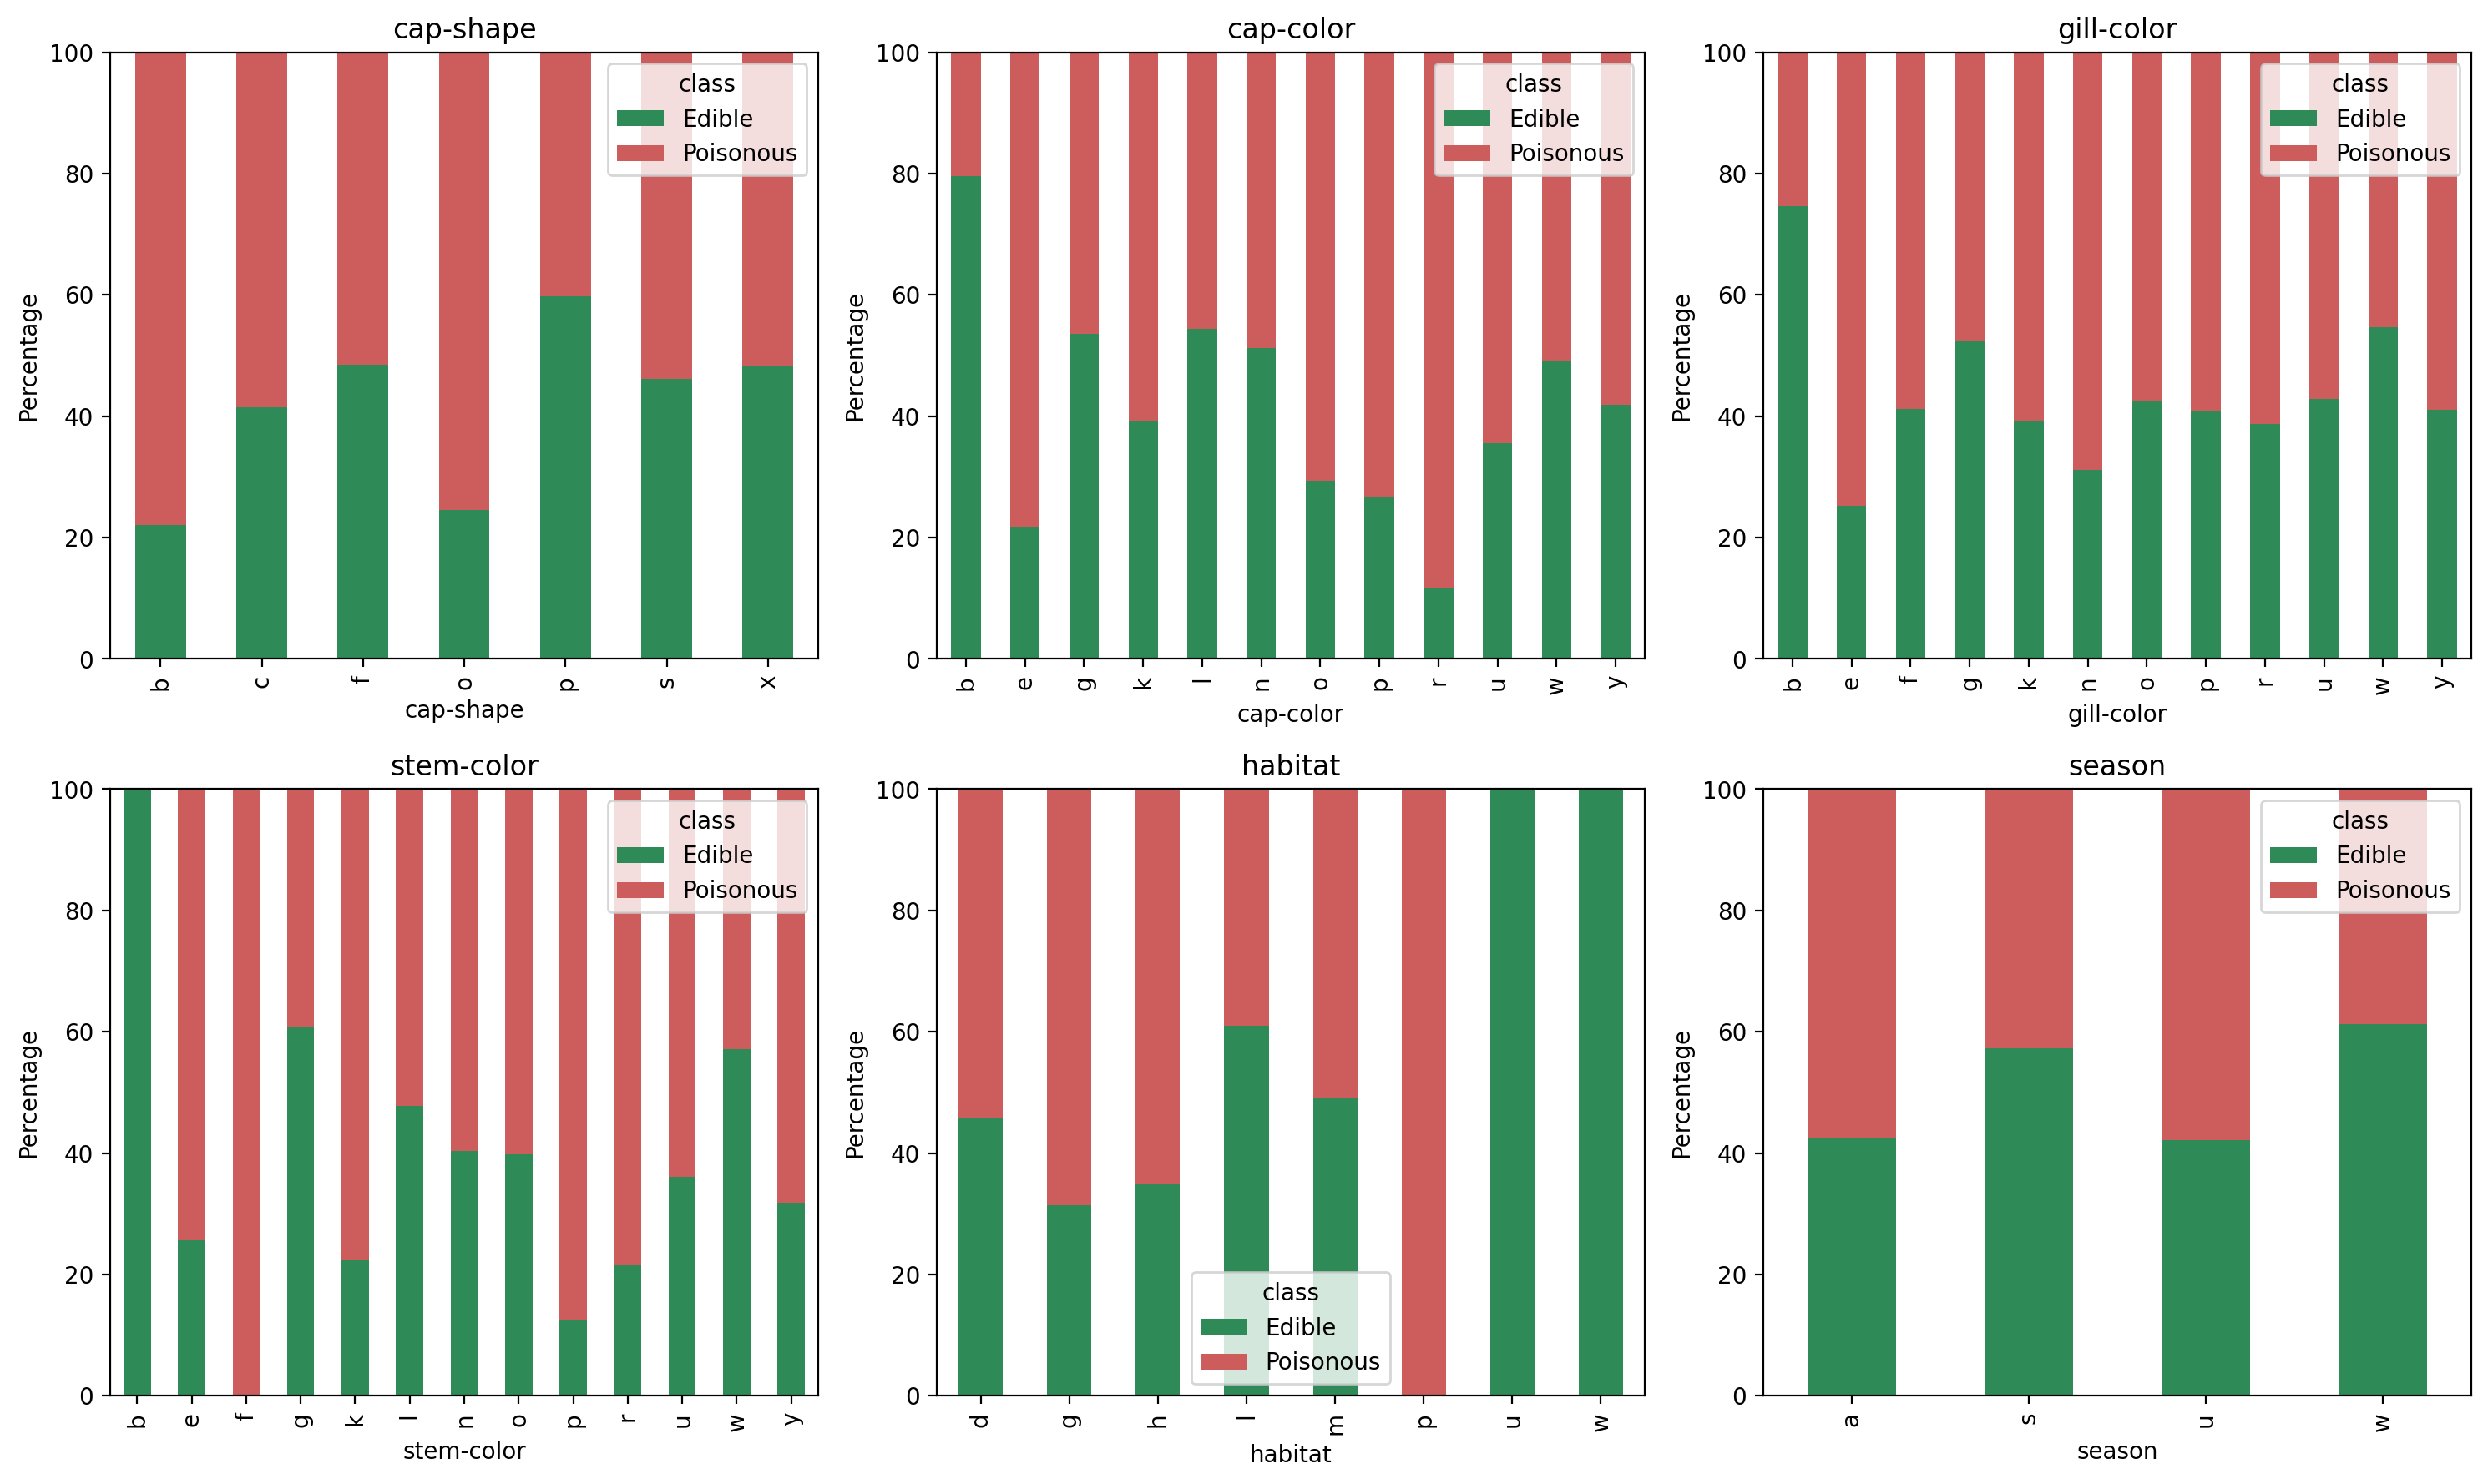 cap-shape
100
80
60
40
20
0
Percentage
class
Edible
Poisonous
b c f o p s x
cap-shape
cap-color
100
80
60
40
20
0
Percentage
class
Edible
Poisonous
b e g k l n o p r u w y
cap-color
gill-color
100
80
60
40
20
0
Percentage
class
Edible
Poisonous
b e f g k n o p r u w y
gill-color
stem-color
100
80
60
40
20
0
Percentage
class
Edible
Poisonous
b e f g k l n o p r u w y
stem-color
habitat
100
80
60
40
20
0
Percentage
class
Edible
Poisonous
d g h l m p u w
habitat
season
100
80
60
40
20
0
Percentage
class
Edible
Poisonous
a s u w
season